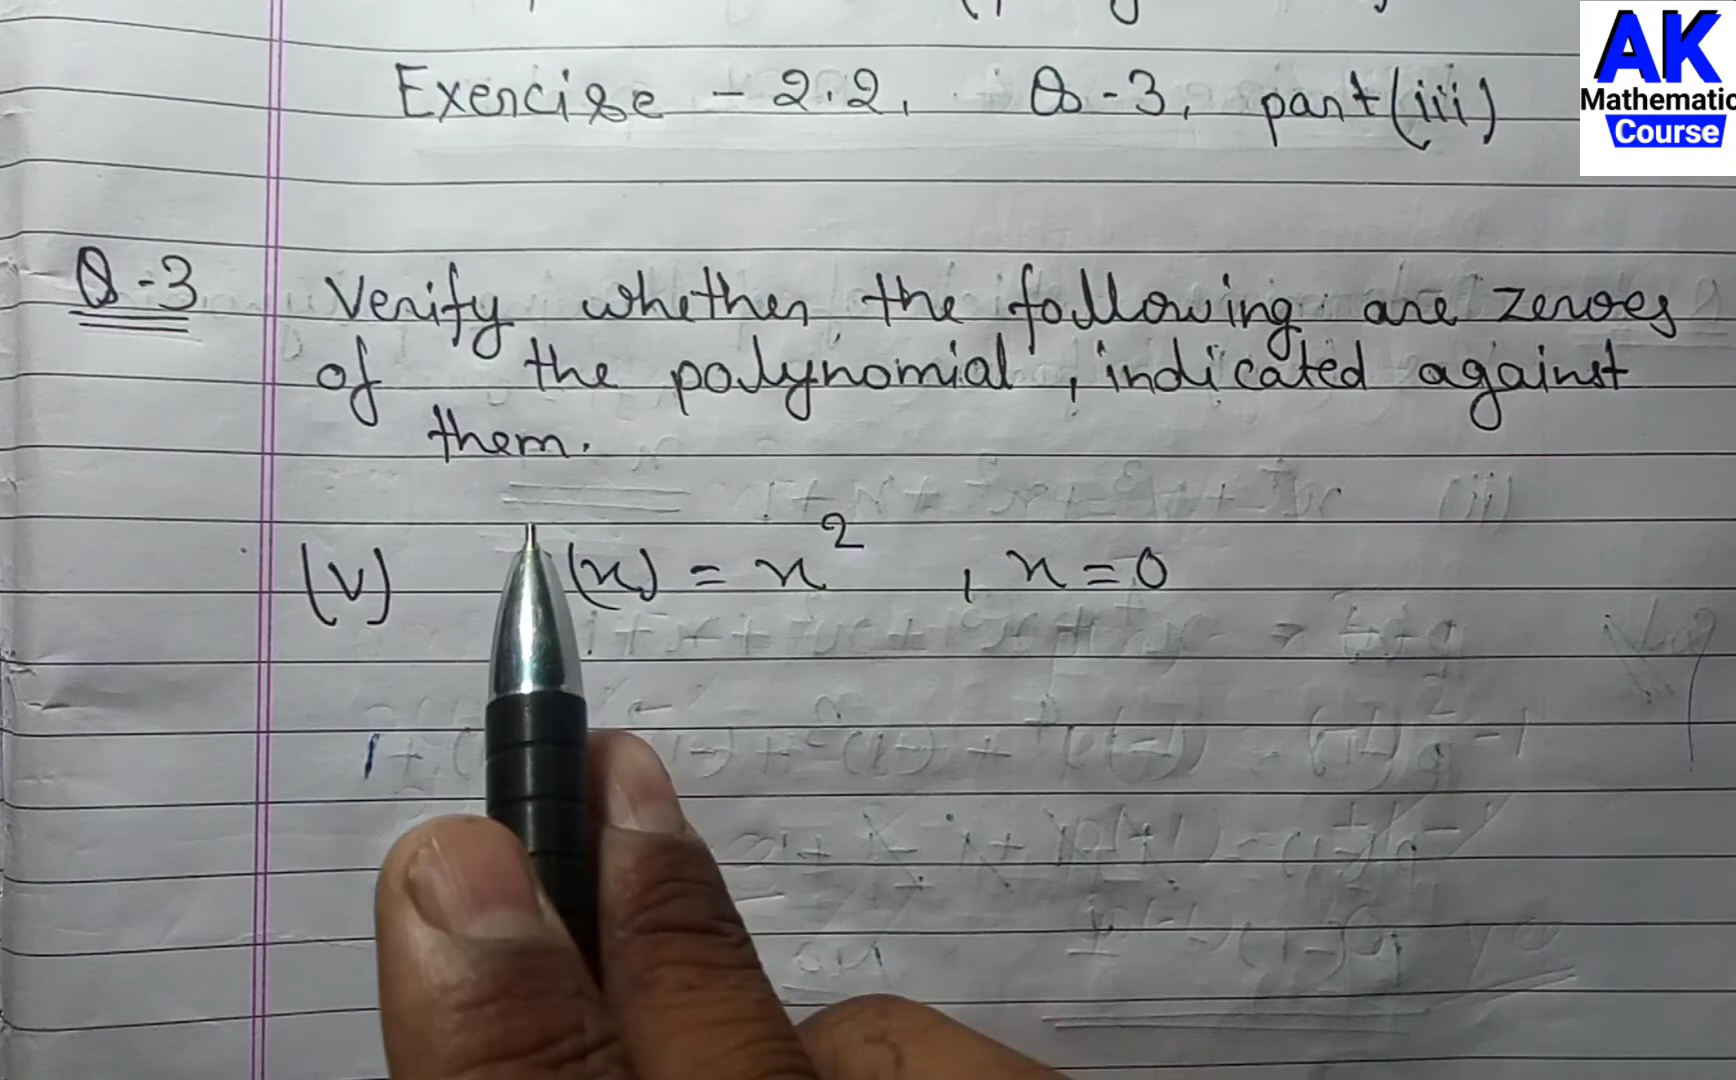 AK
Mathematic
Course
Exercise - 2.2, Q-3, part (iii)
Q-3 Verify whether the following are zeroes
of the polynomial, indicated against
them.
(v) (x) = x², x = 0